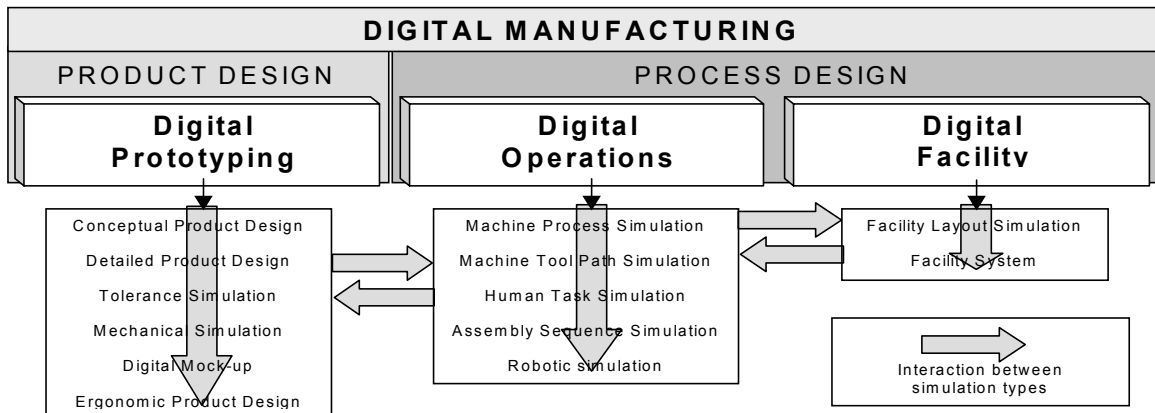 DIGITAL MANUFACTURING
PRODUCT DESIGN
PROCESS DESIGN
Digital
Prototyping
Digital
Operations
Digital
Facility
Conceptual Product Design
Detailed Product Design
Tolerance Simulation
Mechanical Simulation
Digital Mock-up
Ergonomic Product Design
Machine Process Simulation
Machine Tool Path Simulation
Human Task Simulation
Assembly Sequence Simulation
Robotic simulation
Facility Layout Simulation
Facility System
Interaction between
simulation types